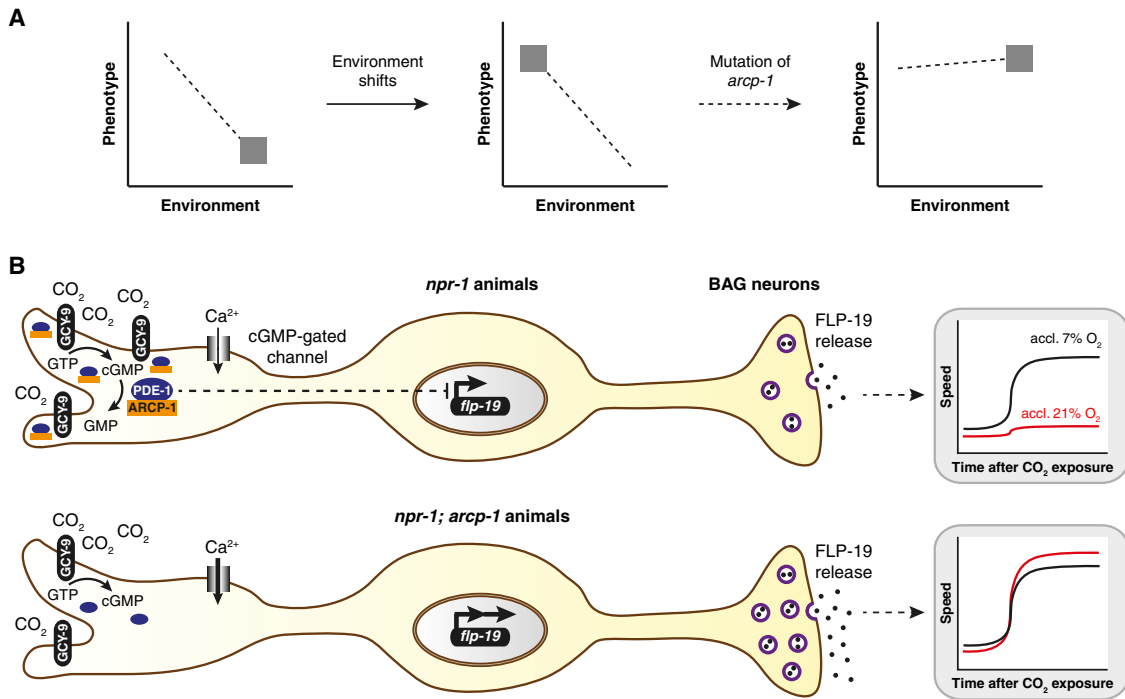 A
Phenotype
Environment
Environment
shifts
Phenotype
Environment
Mutation of
arcp-1
Phenotype
Environment
B
npr-1 animals
BAG neurons
CO2
CO2
CO2
GCY-9
GCY-9
GTP
cGMP
PDE-1
ARCP-1
CO2
GCY-9
GMP
Ca2+
cGMP-gated
channel
flp-19
FLP-19
release
Speed
accl. 7% O2
accl. 21% O2
Time after CO2 exposure
npr-1; arcp-1 animals
CO2
CO2
CO2
GCY-9
GTP
cGMP
CO2
GCY-9
Ca2+
flp-19
FLP-19
release
Speed
Time after CO2 exposure